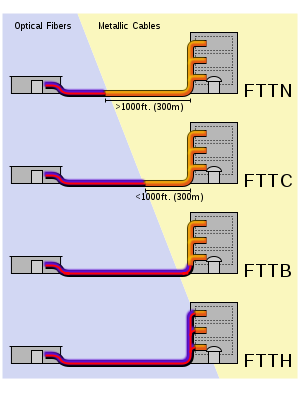 Optical Fibers Metallic Cables
FTTN
>1000ft. (300m)
FTTC
<1000ft. (300m)
FTTB
FTTH